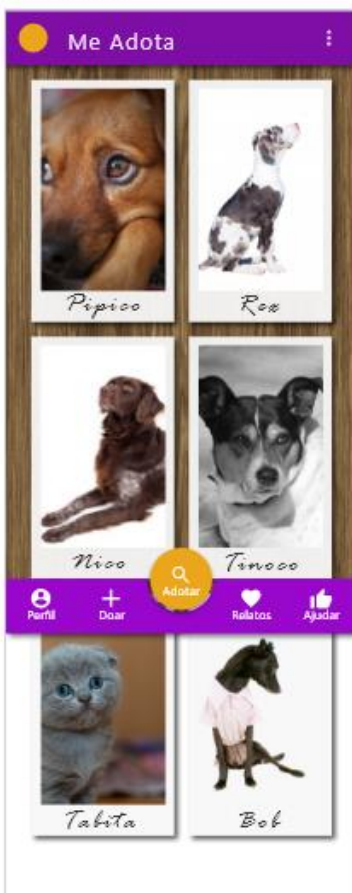 Me Adota
Pipico Rex
Nico Tinoco
Adotar
Perfil Doar Relatos Ajudar
Tabita Bob